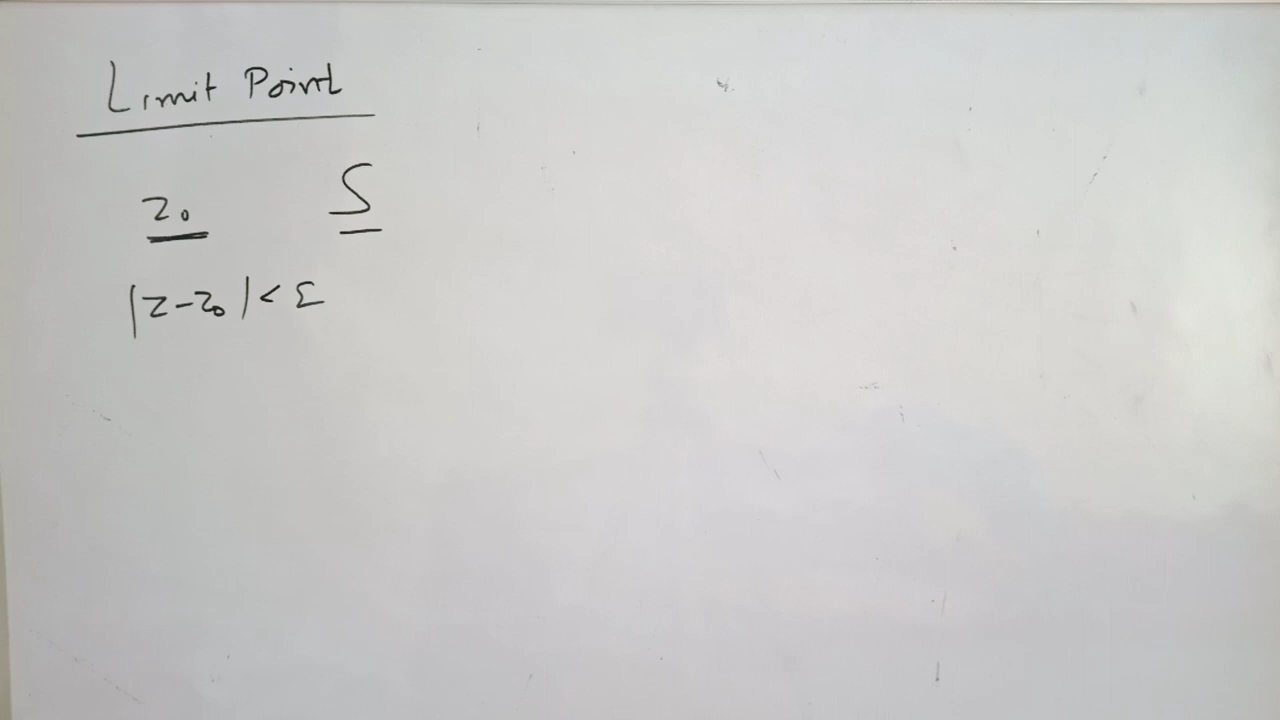 Limit Point
z₀ S
|z-z₀| < ε